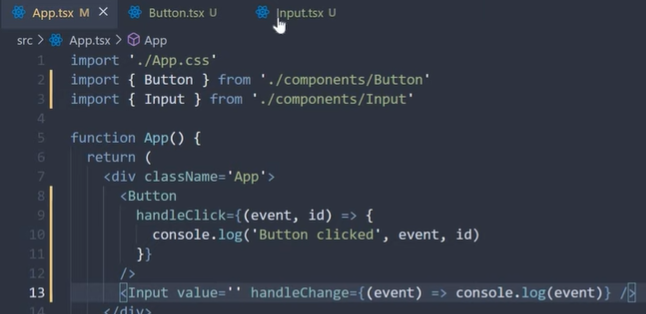 App.tsx M ×
Button.tsx U
Input.tsx U
src > App.tsx > App
1 import './App.css'
2 import { Button } from './components/Button'
3 import { Input } from './components/Input'
4
5 function App() {
6 return (
7 <div className='App'>
8 <Button
9 handleClick={(event, id) => {
10 console.log('Button clicked', event, id)
11 }}
12 />
13 <Input value='' handleChange={(event) => console.log(event)} />
14 </div>